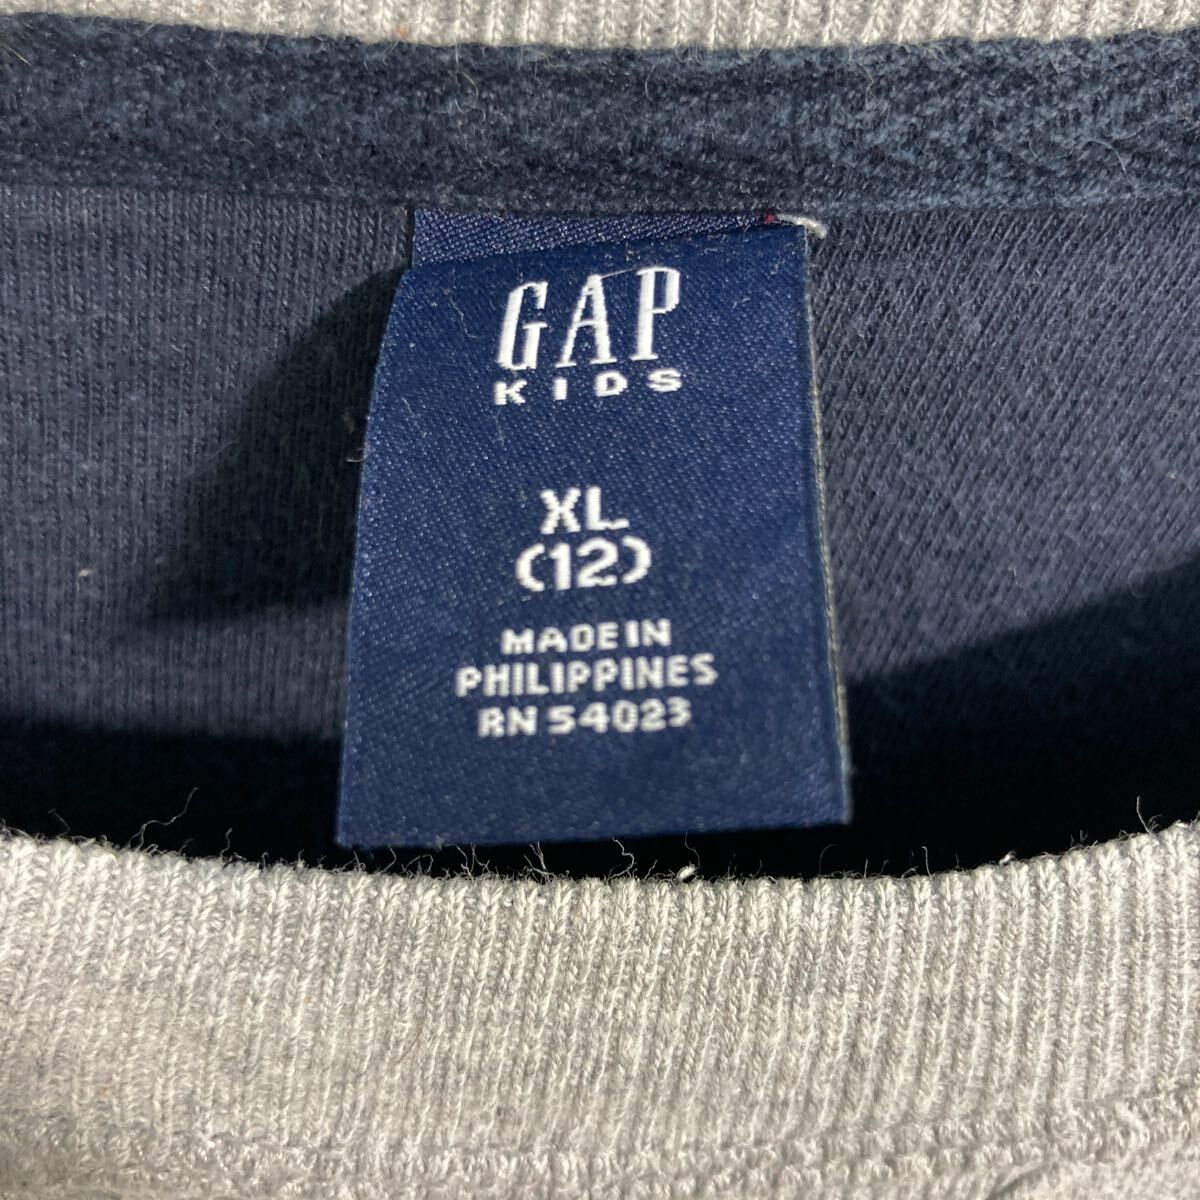 GAP
KIDS
XL
(12)
MADE IN
PHILIPPINES
RN 54023